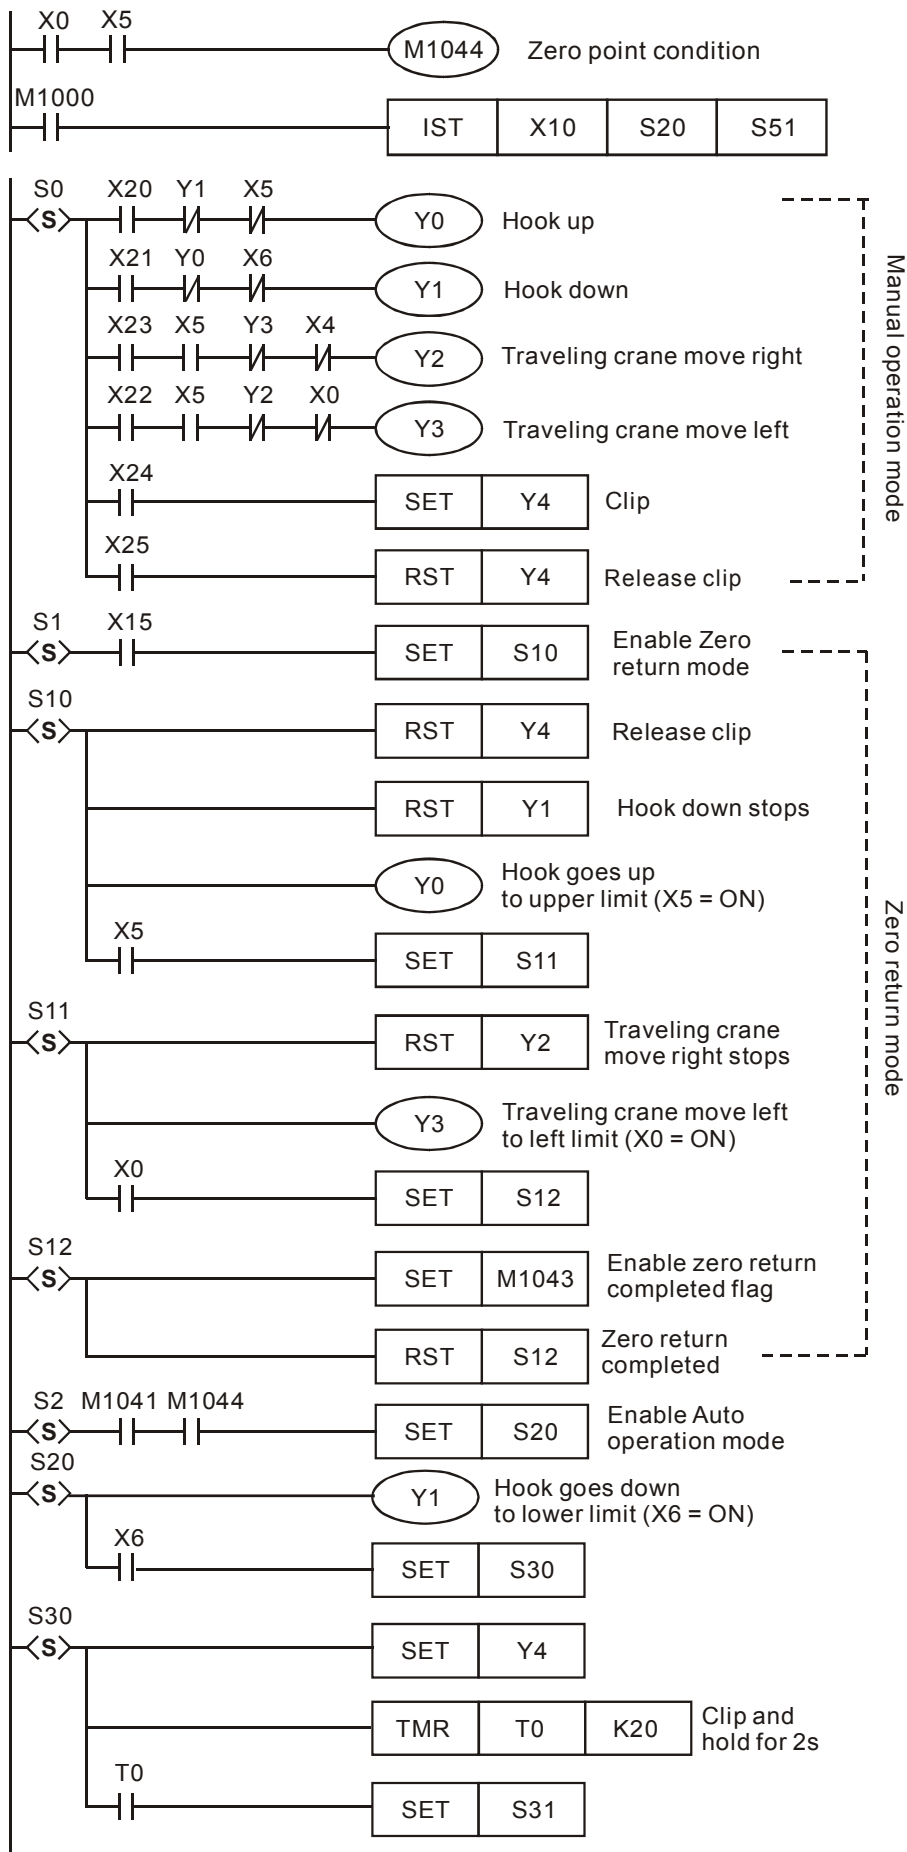 X0 X5
M1044 Zero point condition
M1000
IST X10 S20 S51
S0 X20 Y1 X5
S Y0 Hook up
X21 Y0 X6
Y1 Hook down
X23 X5 Y3 X4
Y2 Traveling crane move right
X22 X5 Y2 X0
Y3 Traveling crane move left
X24
SET Y4 Clip
X25
RST Y4 Release clip
Manual operation mode
S1 X15
S SET S10 Enable Zero
return mode
S10
S RST Y4 Release clip
RST Y1 Hook down stops
Y0 Hook goes up
to upper limit (X5 = ON)
X5
SET S11
S11
S RST Y2 Traveling crane
move right stops
Y3 Traveling crane move left
to left limit (X0 = ON)
X0
SET S12
S12
S SET M1043 Enable zero return
completed flag
RST S12 Zero return
completed
Zero return mode
S2 M1041 M1044
S SET S20 Enable Auto
operation mode
S20
S Y1 Hook goes down
to lower limit (X6 = ON)
X6
SET S30
S30
S SET Y4
TMR T0 K20 Clip and
hold for 2s
T0
SET S31